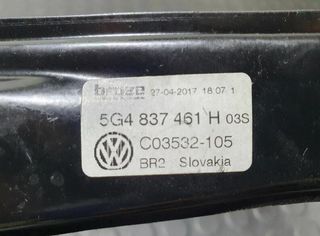 brose 27-04-2017 18 07 1
5G4 837 461 H 03S
C03532-105
BR2 Slovakia